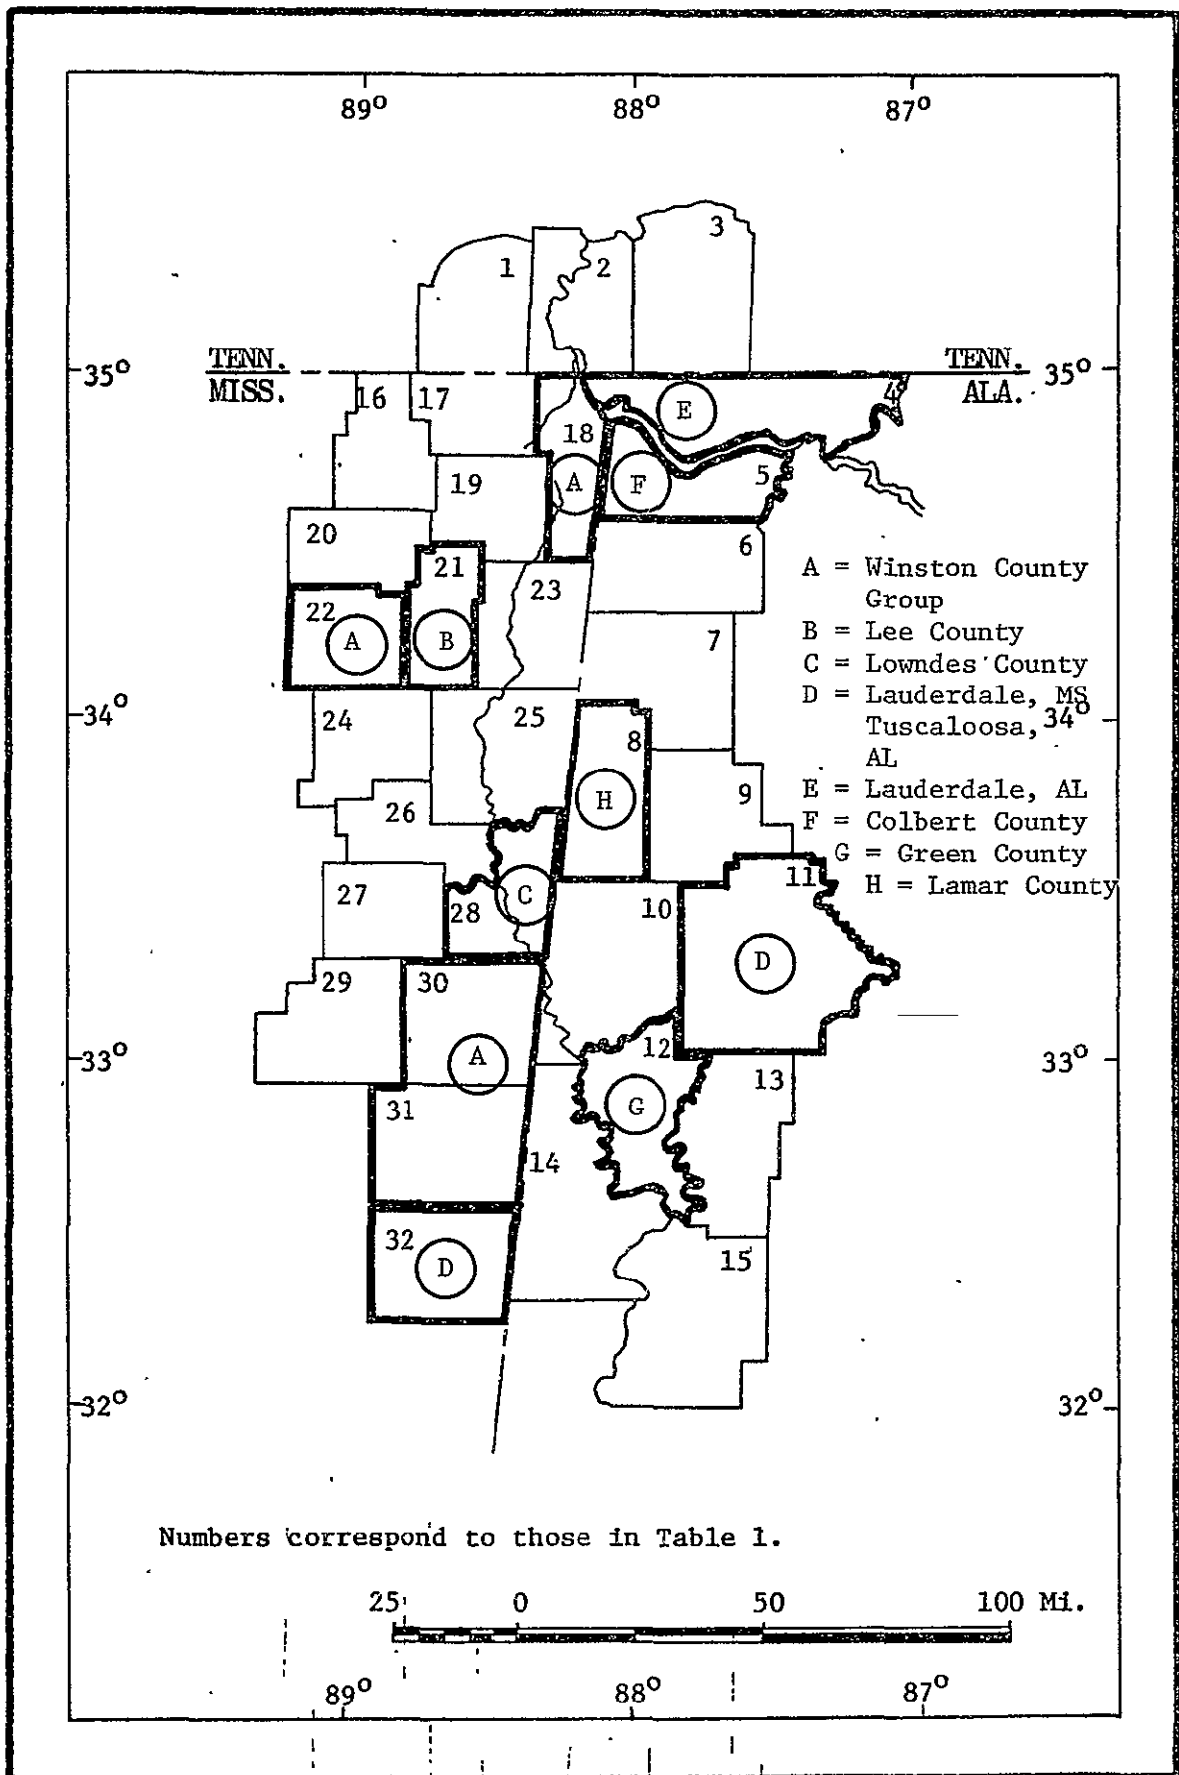 89° 88° 87°
3
1 2
TENN. TENN.
35° 35°
MISS. ALA.
16 17 4
E
18
5
19 A F
20 6
21 A = Winston County
23 Group
22 7
A B B = Lee County
C = Lowndes County
D = Lauderdale, MS
34° 24 25 34°
8 Tuscaloosa,
AL
H 9 E = Lauderdale, AL
26 F = Colbert County
G = Green County
11
27 C H = Lamar County
28 10
D
29 30
33° A 12 33°
13
31 G
14
32 D 15
32° 32°
Numbers correspond to those in Table 1.
25 0 50 100 Mi.
89° 88° 87°